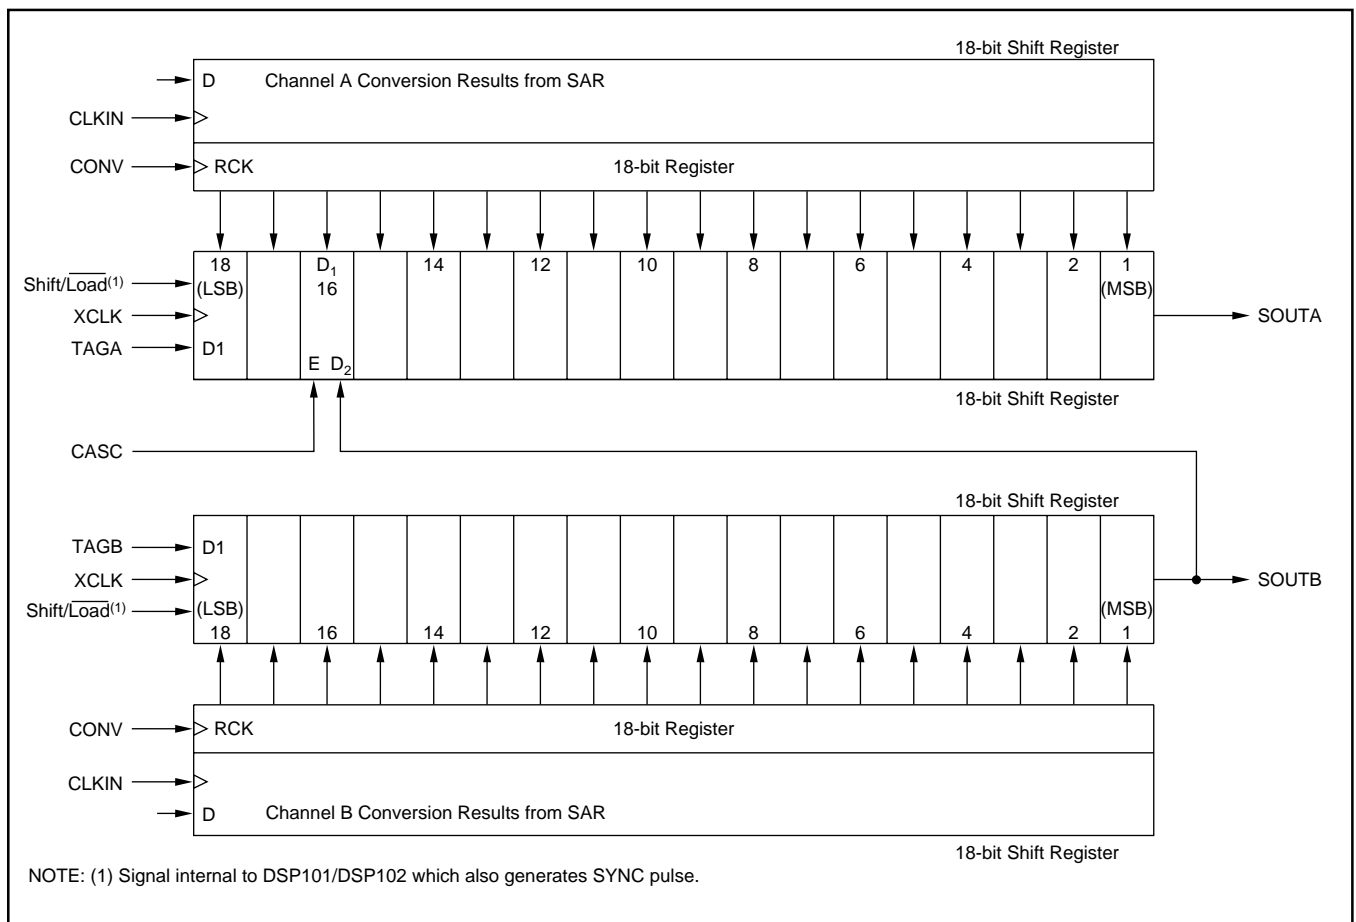 18-bit Shift Register
D Channel A Conversion Results from SAR
CLKIN
CONV RCK 18-bit Register
18 D1 14 12 10 8 6 4 2 1
Shift/Load(1) (LSB) 16 (MSB)
XCLK SOUTA
TAGA D1
E D2
18-bit Shift Register
CASC
18-bit Shift Register
TAGB D1
XCLK SOUTB
Shift/Load(1) (LSB) (MSB)
18 16 14 12 10 8 6 4 2 1
CONV RCK 18-bit Register
CLKIN
D Channel B Conversion Results from SAR
18-bit Shift Register
NOTE: (1) Signal internal to DSP101/DSP102 which also generates SYNC pulse.